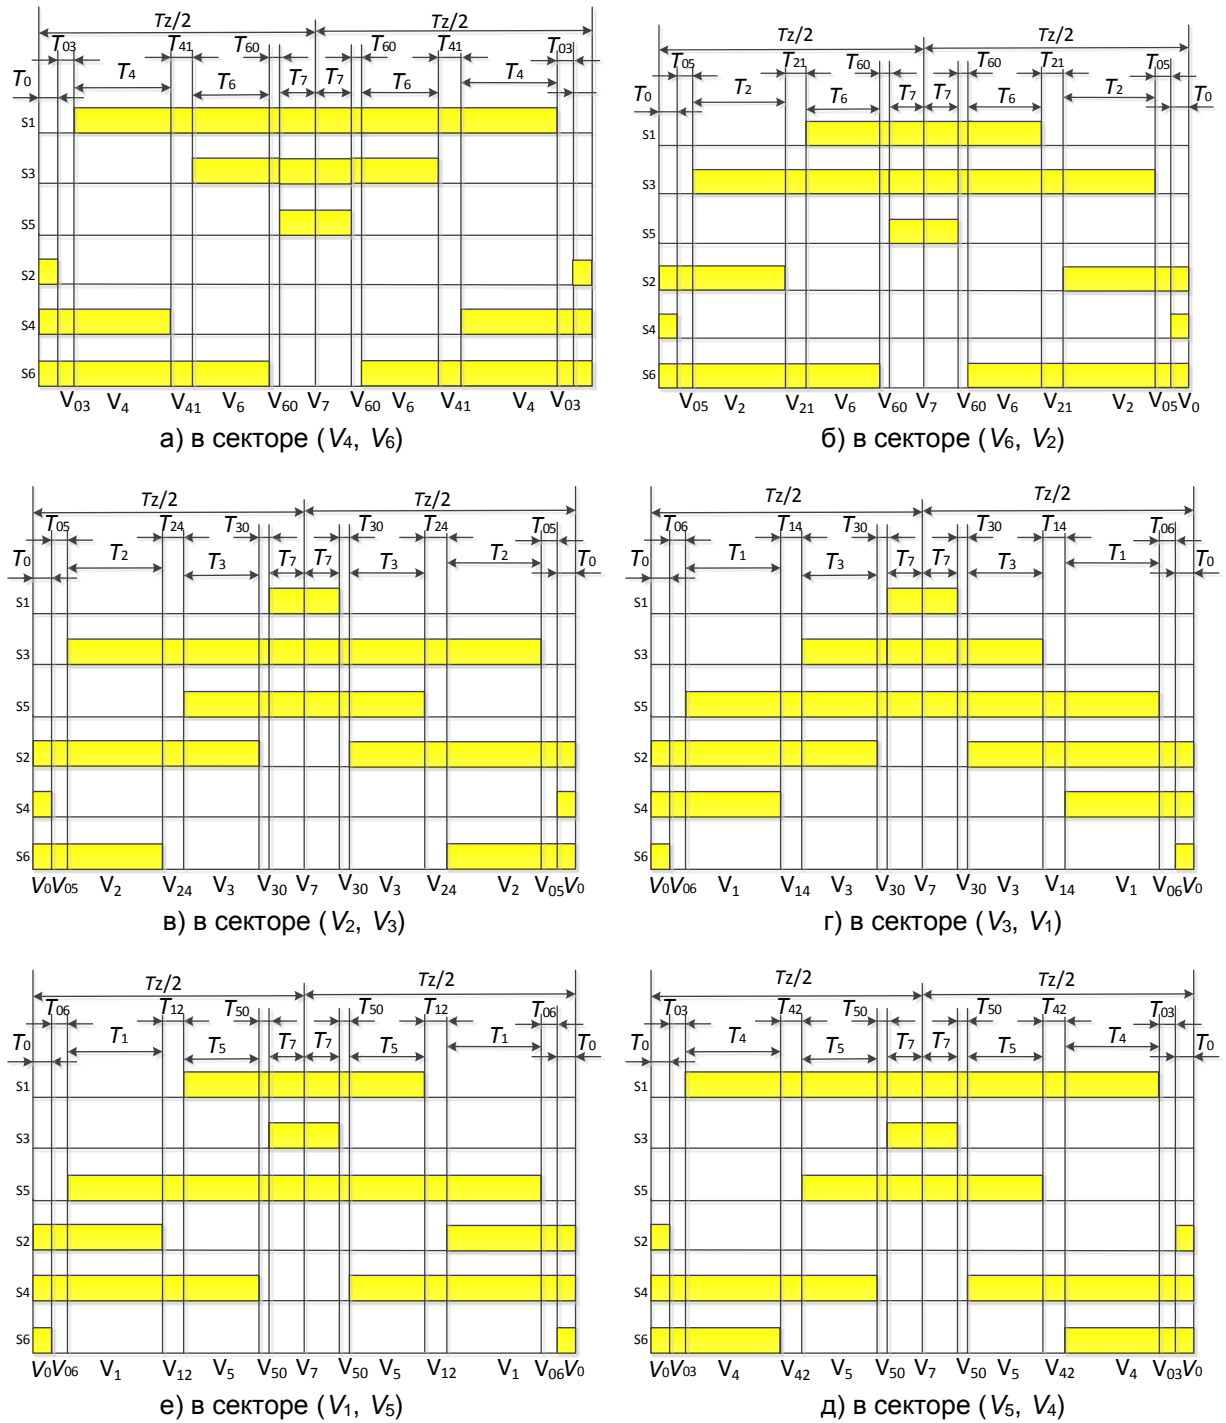 Tz/2 Tz/2
T03 T41 T60 T60 T41 T03
T0 T4 T6 T7 T7 T6 T4
S1
S3
S5
S2
S4
S6
V03 V4 V41 V6 V60 V7 V60 V6 V41 V4 V03
а) в секторе (V4, V6)
Tz/2 Tz/2
T05 T21 T60 T60 T21 T05
T0 T2 T6 T7 T7 T6 T2 T0
S1
S3
S5
S2
S4
S6
V05 V2 V21 V6 V60 V7 V60 V6 V21 V2 V05 V0
б) в секторе (V6, V2)
Tz/2 Tz/2
T05 T24 T30 T30 T24 T05
T0 T2 T3 T7 T7 T3 T2 T0
S1
S3
S5
S2
S4
S6
V0 V05 V2 V24 V3 V30 V7 V30 V3 V24 V2 V05 V0
в) в секторе (V2, V3)
Tz/2 Tz/2
T06 T14 T30 T30 T14 T06
T0 T1 T3 T7 T7 T3 T1 T0
S1
S3
S5
S2
S4
S6
V0 V06 V1 V14 V3 V30 V7 V30 V3 V14 V1 V06 V0
г) в секторе (V3, V1)
Tz/2 Tz/2
T06 T12 T50 T50 T12 T06
T0 T1 T5 T7 T7 T5 T1 T0
S1
S3
S5
S2
S4
S6
V0 V06 V1 V12 V5 V50 V7 V50 V5 V12 V1 V06 V0
е) в секторе (V1, V5)
Tz/2 Tz/2
T03 T42 T50 T50 T42 T03
T0 T4 T5 T7 T7 T5 T4 T0
S1
S3
S5
S2
S4
S6
V0 V03 V4 V42 V5 V50 V7 V50 V5 V42 V4 V03 V0
д) в секторе (V5, V4)